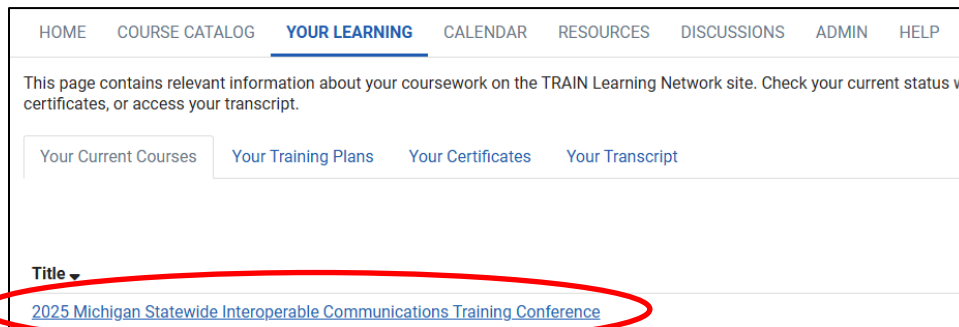 HOME COURSE CATALOG YOUR LEARNING CALENDAR RESOURCES DISCUSSIONS ADMIN HELP
This page contains relevant information about your coursework on the TRAIN Learning Network site. Check your current status
certificates, or access your transcript.
Your Current Courses Your Training Plans Your Certificates Your Transcript
Title
2025 Michigan Statewide Interoperable Communications Training Conference